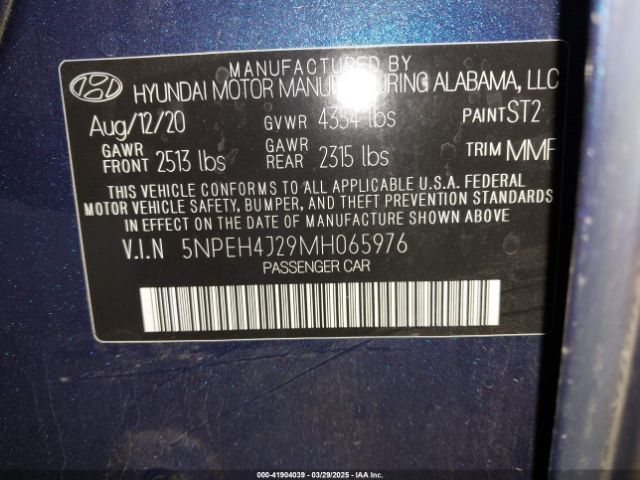 MANUFACTURED BY
HYUNDAI MOTOR MANUFACTURING ALABAMA, LLC
Aug/12/20 GVWR 4354 lbs PAINT ST2
GAWR FRONT 2513 lbs GAWR REAR 2315 lbs TRIM MMF
THIS VEHICLE CONFORMS TO ALL APPLICABLE U.S.A. FEDERAL
MOTOR VEHICLE SAFETY, BUMPER, AND THEFT PREVENTION STANDARDS
IN EFFECT ON THE DATE OF MANUFACTURE SHOWN ABOVE
V.I.N 5NPEH4J29MH065976
PASSENGER CAR
000-41904039 - 03/29/2025 - IAA Inc.